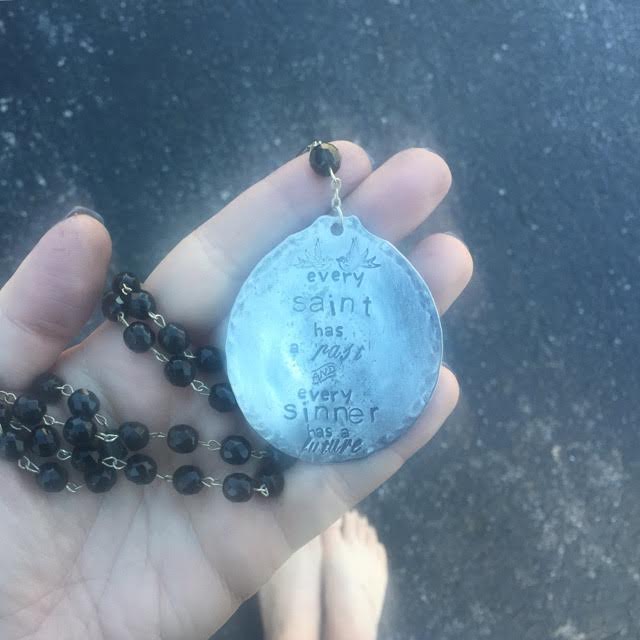 every
saint
has
a past
AND
every
sinner
has a
future